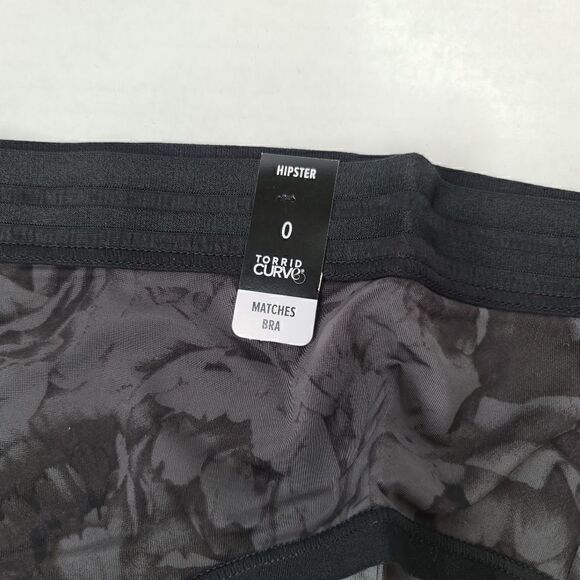 HIPSTER
0
TORRID
CURVE®
MATCHES
BRA